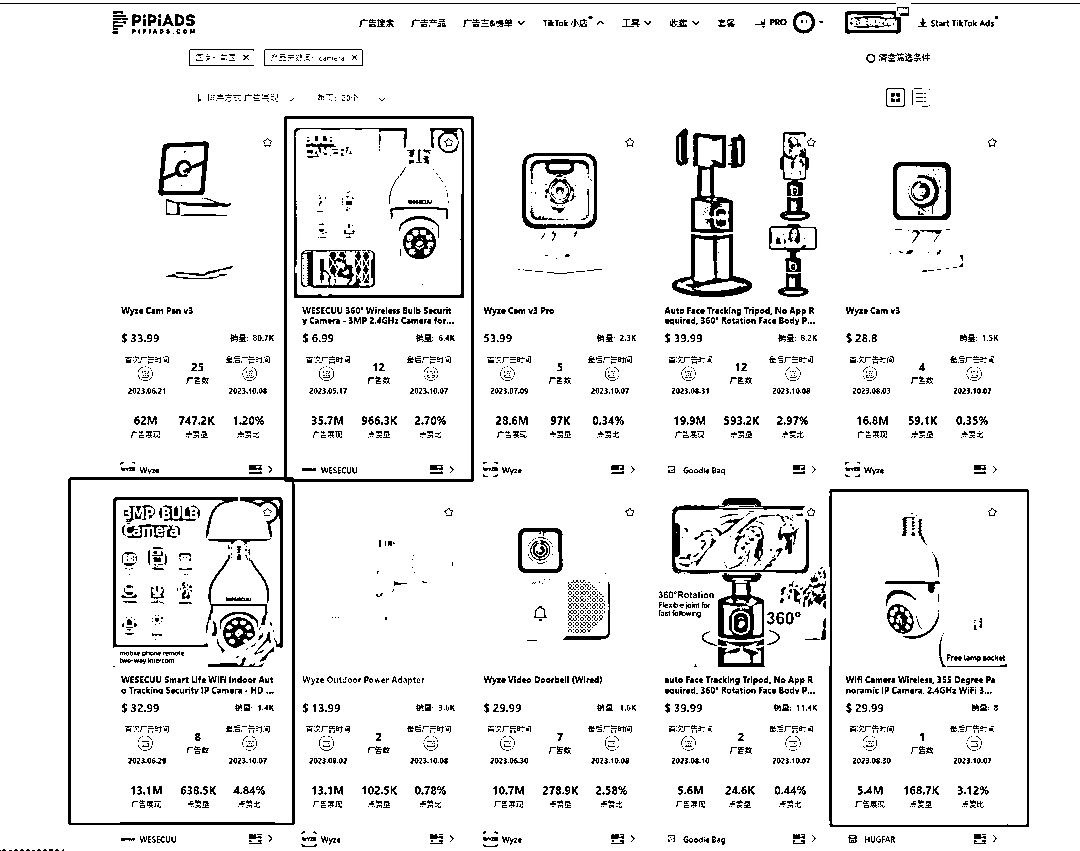 PiPiADS
PIPIADS.COM
广告搜索 广告产品 广告主&榜单 TikTok 小店 工具 收藏 套餐 PRO Start TikTok Ads
camera
清空筛选条件
Wyze Cam Pan v3
$ 33.99 销量: 80.7K
首次广告时间 25 最后广告时间
广告数
2023.06.21 2023.10.08
62M 747.2K 1.20%
广告展现 点赞量 点赞比
Wyze
WESECUU
WESECUU 360° Wireless Bulb Securit
y Camera - 3MP 2.4GHz Camera for...
$ 6.99 销量: 6.4K
首次广告时间 12 最后广告时间
广告数
2023.05.17 2023.10.07
35.7M 966.3K 2.70%
广告展现 点赞量 点赞比
WESECUU
Wyze Cam v3 Pro
53.99 销量: 2.3K
首次广告时间 5 最后广告时间
广告数
2023.07.09 2023.10.07
28.6M 97K 0.34%
广告展现 点赞量 点赞比
Wyze
Auto Face Tracking Tripod, No App R
equired, 360° Rotation Face Body P...
$ 39.99 销量: 8.2K
首次广告时间 12 最后广告时间
广告数
2023.08.31 2023.10.08
19.9M 593.2K 2.97%
广告展现 点赞量 点赞比
Goodie Bag
Wyze Cam v3
$ 28.8 销量: 1.5K
首次广告时间 4 最后广告时间
广告数
2023.08.03 2023.10.07
16.8M 59.1K 0.35%
广告展现 点赞量 点赞比
Wyze
3MP BULB
Camera
mobile phone remote
two-way intercom
WESECUU Smart Life WiFi Indoor Aut
o Tracking Security IP Camera - HD ...
$ 32.99 销量: 1.4K
首次广告时间 8 最后广告时间
广告数
2023.06.29 2023.10.07
13.1M 638.5K 4.84%
广告展现 点赞量 点赞比
WESECUU
Wyze Outdoor Power Adapter
$ 13.99 销量: 3.6K
首次广告时间 2 最后广告时间
广告数
2023.08.02 2023.10.08
13.1M 102.5K 0.78%
广告展现 点赞量 点赞比
Wyze
Wyze Video Doorbell (Wired)
$ 29.99 销量: 1.6K
首次广告时间 7 最后广告时间
广告数
2023.06.30 2023.10.08
10.7M 278.9K 2.58%
广告展现 点赞量 点赞比
Wyze
360°Rotation
Flexible joint for
fast following
360°
auto Face Tracking Tripod, No App R
equired, 360° Rotation Face Body P...
$ 39.99 销量: 11.4K
首次广告时间 2 最后广告时间
广告数
2023.08.10 2023.10.07
5.6M 24.6K 0.44%
广告展现 点赞量 点赞比
Goodie Bag
Free lamp socket
Wifi Camera Wireless, 355 Degree Pa
noramic IP Camera, 2.4GHz WiFi 3...
$ 29.99 销量: 8
首次广告时间 1 最后广告时间
广告数
2023.08.30 2023.10.07
5.4M 168.7K 3.12%
广告展现 点赞量 点赞比
HUGFAR